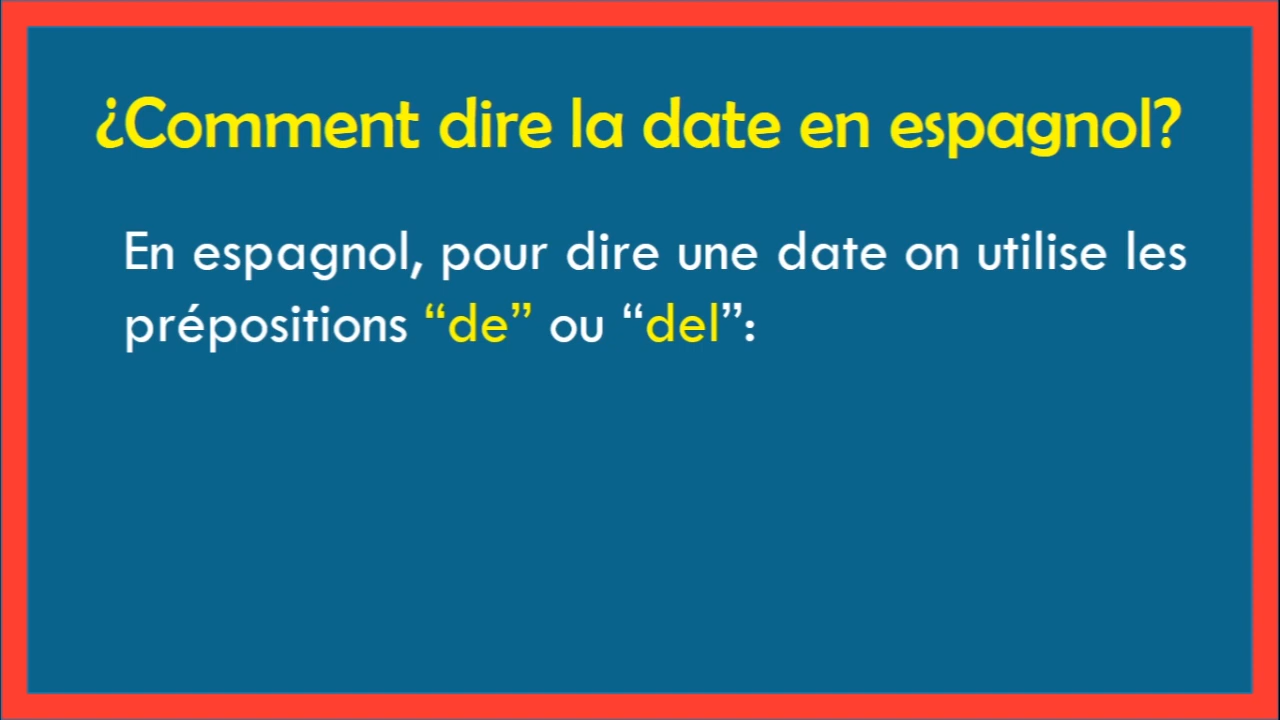 ¿Comment dire la date en espagnol?
En espagnol, pour dire une date on utilise les
prépositions “de” ou “del”: